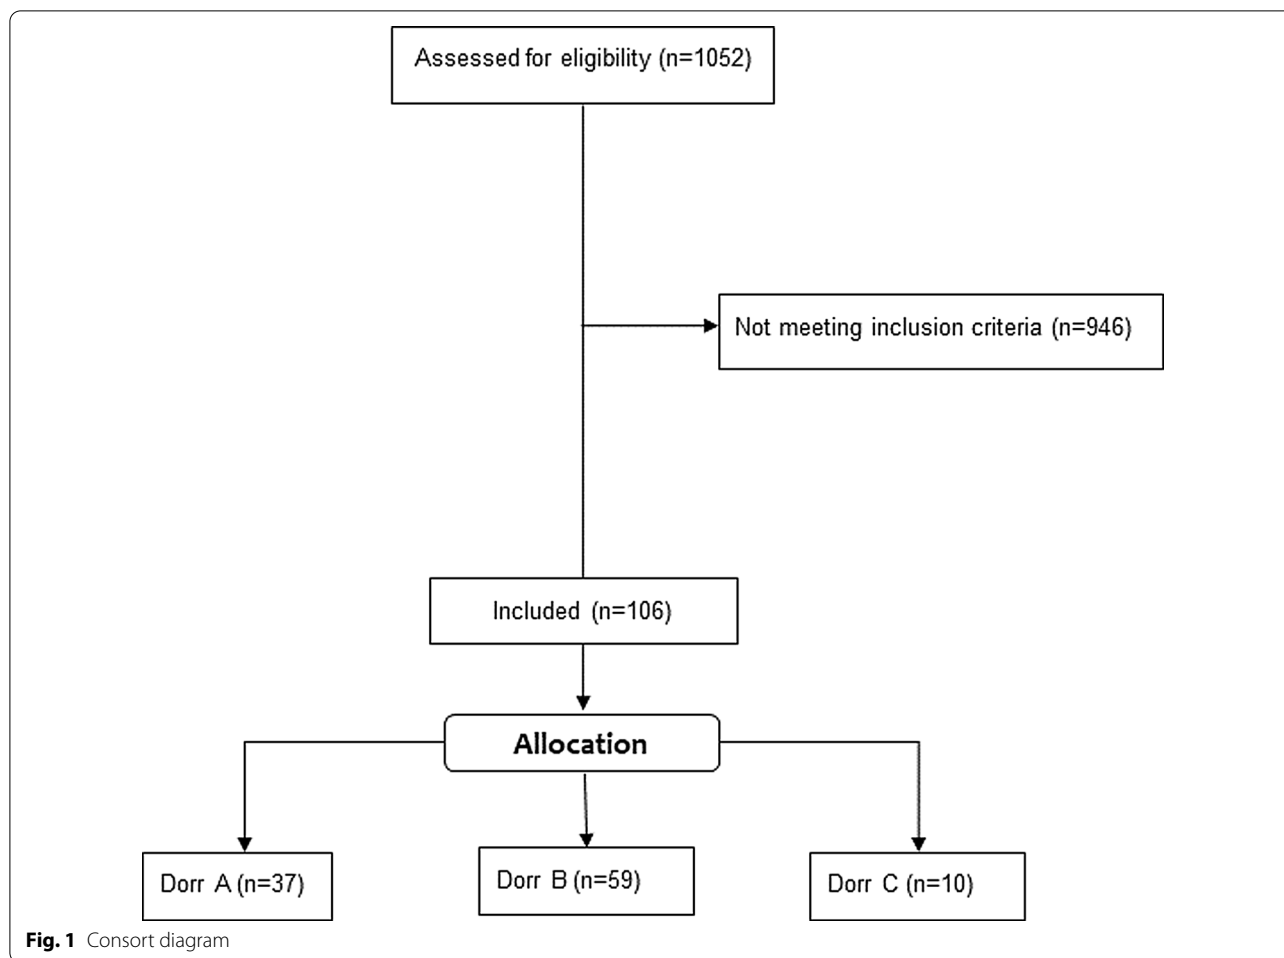 Assessed for eligibility (n=1052)
Not meeting inclusion criteria (n=946)
Included (n=106)
Allocation
Dorr A (n=37)
Dorr B (n=59)
Dorr C (n=10)
Fig. 1 Consort diagram